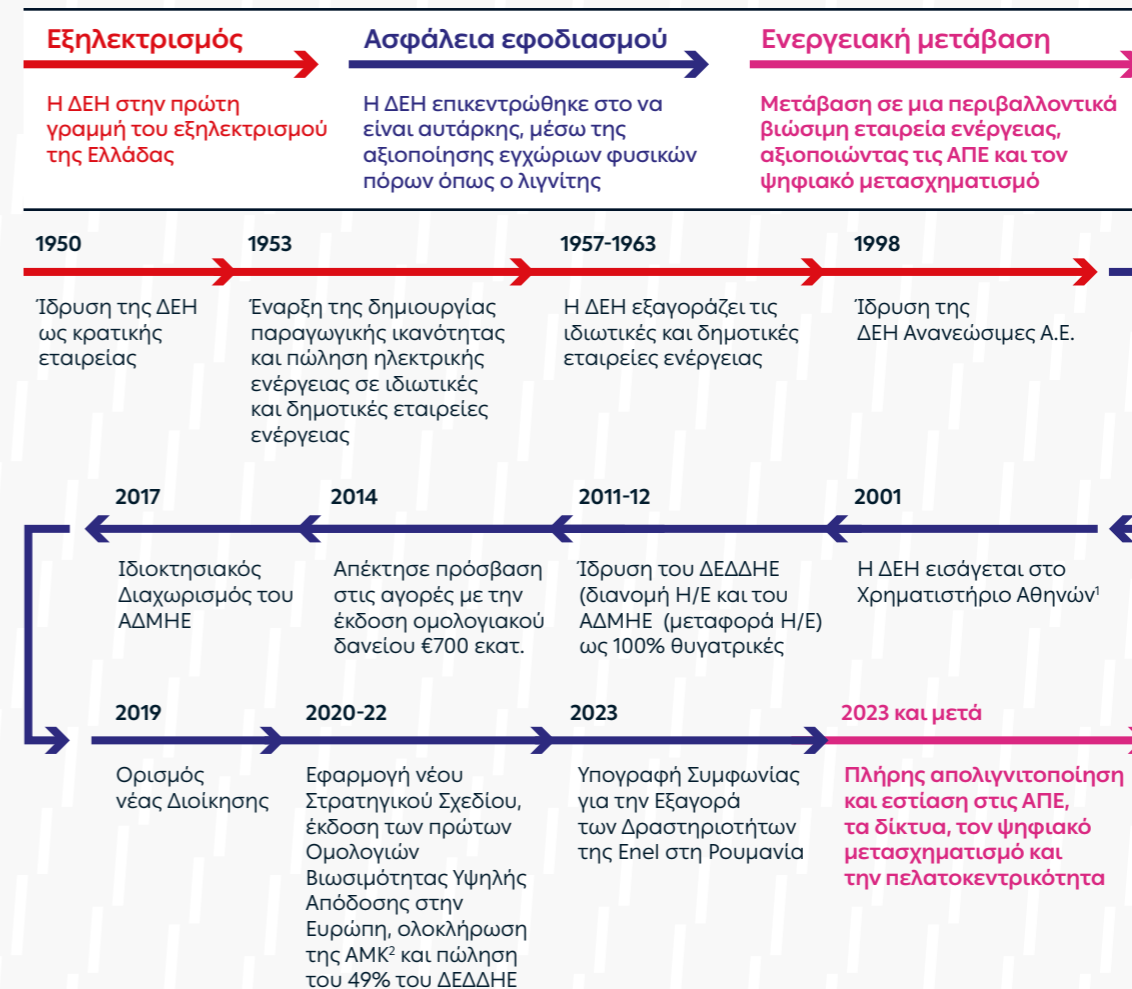 Εξηλεκτρισμός
Η ΔΕΗ στην πρώτη
γραμμή του εξηλεκτρισμού
της Ελλάδας
Ασφάλεια εφοδιασμού
Η ΔΕΗ επικεντρώθηκε στο να
είναι αυτάρκης, μέσω της
αξιοποίησης εγχώριων φυσικών
πόρων όπως ο λιγνίτης
Ενεργειακή μετάβαση
Μετάβαση σε μια περιβαλλοντικά
βιώσιμη εταιρεία ενέργειας,
αξιοποιώντας τις ΑΠΕ και τον
ψηφιακό μετασχηματισμό
1950
Ίδρυση της ΔΕΗ
ως κρατικής
εταιρείας
1953
Έναρξη της δημιουργίας
παραγωγικής ικανότητας
και πώληση ηλεκτρικής
ενέργειας σε ιδιωτικές
και δημοτικές εταιρείες
ενέργειας
1957-1963
Η ΔΕΗ εξαγοράζει τις
ιδιωτικές και δημοτικές
εταιρείες ενέργειας
1998
Ίδρυση της
ΔΕΗ Ανανεώσιμες Α.Ε.
2017
Ιδιοκτησιακός
Διαχωρισμός του
ΑΔΜΗΕ
2014
Απέκτησε πρόσβαση
στις αγορές με την
έκδοση ομολογιακού
δανείου €700 εκατ.
2011-12
Ίδρυση του ΔΕΔΔΗΕ
(διανομή Η/Ε και του
ΑΔΜΗΕ (μεταφορά Η/Ε)
ως 100% θυγατρικές
2001
Η ΔΕΗ εισάγεται στο
Χρηματιστήριο Αθηνών¹
2019
Ορισμός
νέας Διοίκησης
2020-22
Εφαρμογή νέου
Στρατηγικού Σχεδίου,
έκδοση των πρώτων
Ομολογιών
Βιωσιμότητας Υψηλής
Απόδοσης στην
Ευρώπη, ολοκλήρωση
της ΑΜΚ² και πώληση
του 49% του ΔΕΔΔΗΕ
2023
Υπογραφή Συμφωνίας
για την Εξαγορά
των Δραστηριοτήτων
της Enel στη Ρουμανία
2023 και μετά
Πλήρης απολιγνιτοποίηση
και εστίαση στις ΑΠΕ,
τα δίκτυα, τον ψηφιακό
μετασχηματισμό και
την πελατοκεντρικότητα